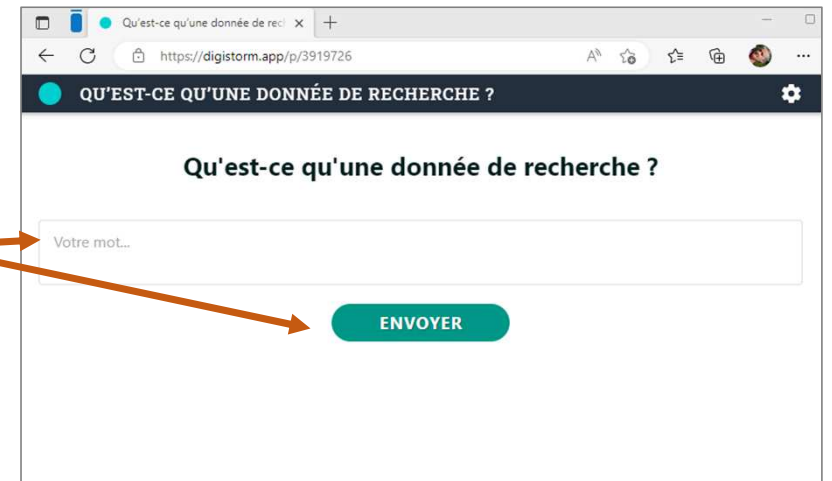 Qu'est-ce qu'une donnée de rec
https://digistorm.app/p/3919726
QU'EST-CE QU'UNE DONNÉE DE RECHERCHE ?
Qu'est-ce qu'une donnée de recherche ?
Votre mot...
ENVOYER